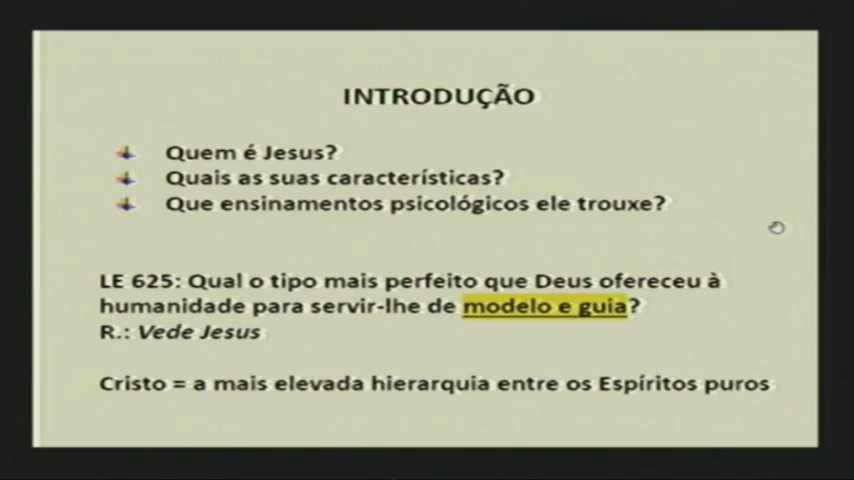 INTRODUÇÃO
Quem é Jesus?
Quais as suas características?
Que ensinamentos psicológicos ele trouxe?
LE 625: Qual o tipo mais perfeito que Deus ofereceu à
humanidade para servir-lhe de modelo e guia?
R.: Vede Jesus
Cristo = a mais elevada hierarquia entre os Espíritos puros